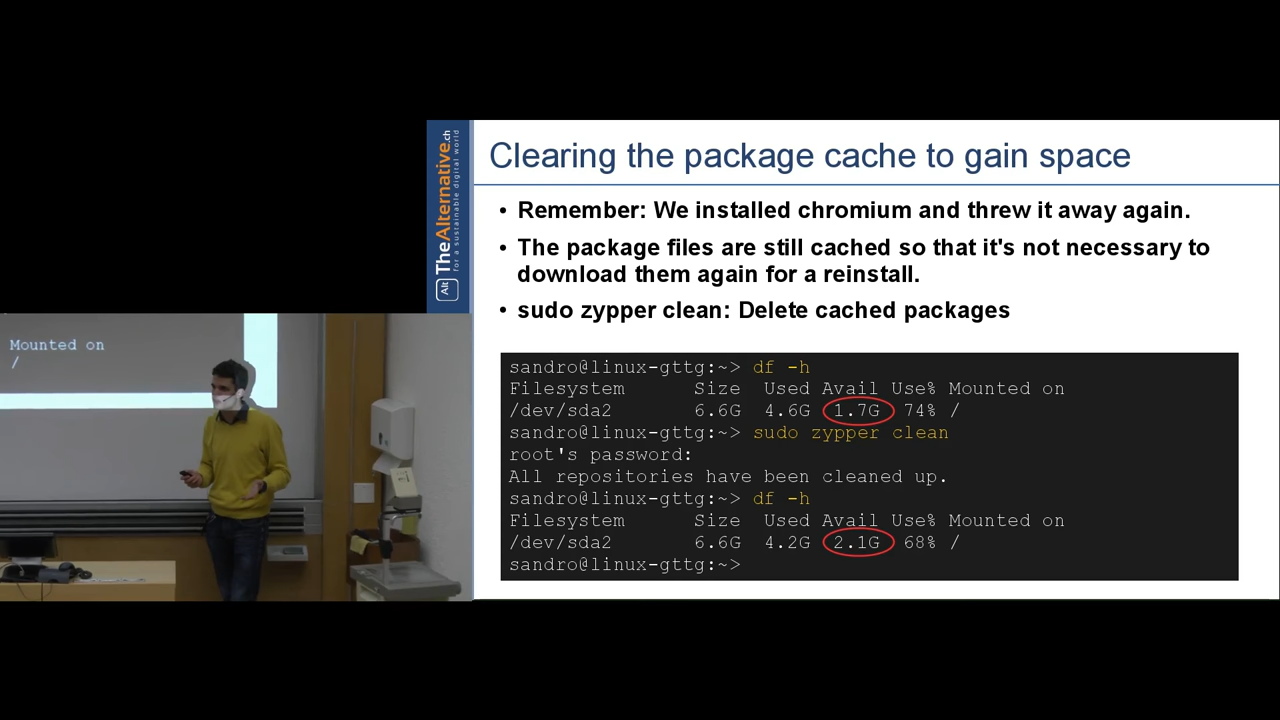 Clearing the package cache to gain space
• Remember: We installed chromium and threw it away again.
• The package files are still cached so that it's not necessary to
download them again for a reinstall.
• sudo zypper clean: Delete cached packages
sandro@linux-gttg:~> df -h
Filesystem Size Used Avail Use% Mounted on
/dev/sda2 6.6G 4.6G 1.7G 74% /
sandro@linux-gttg:~> sudo zypper clean
root's password:
All repositories have been cleaned up.
sandro@linux-gttg:~> df -h
Filesystem Size Used Avail Use% Mounted on
/dev/sda2 6.6G 4.2G 2.1G 68% /
sandro@linux-gttg:~>
Alt TheAlternative.ch
for a sustainable digital world
Mounted on
/